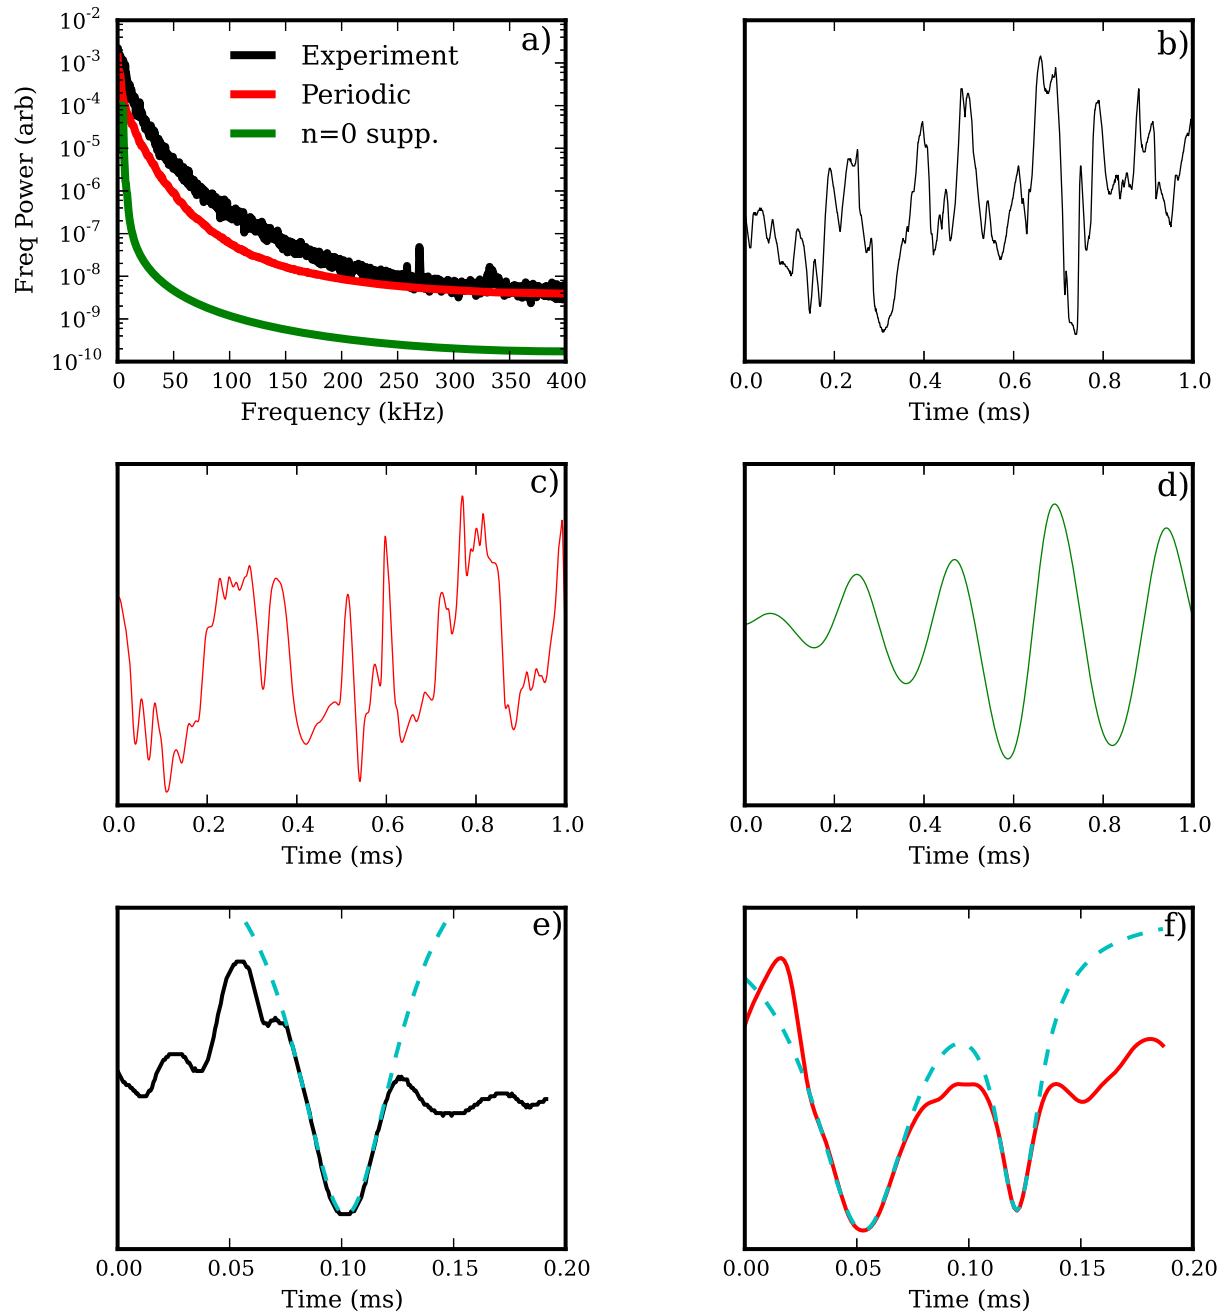 a)
Experiment
Periodic
n=0 supp.
Freq Power (arb)
10^-2
10^-3
10^-4
10^-5
10^-6
10^-7
10^-8
10^-9
10^-10
0 50 100 150 200 250 300 350 400
Frequency (kHz)
b)
0.0 0.2 0.4 0.6 0.8 1.0
Time (ms)
c)
0.0 0.2 0.4 0.6 0.8 1.0
Time (ms)
d)
0.0 0.2 0.4 0.6 0.8 1.0
Time (ms)
e)
0.00 0.05 0.10 0.15 0.20
Time (ms)
f)
0.00 0.05 0.10 0.15 0.20
Time (ms)